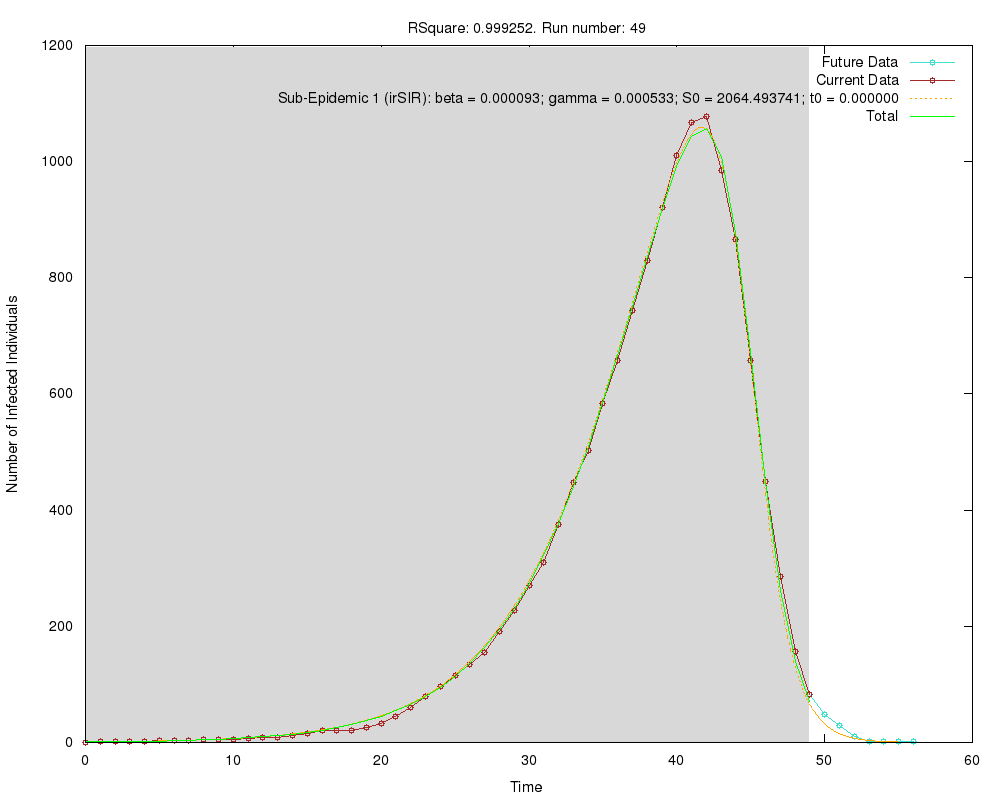 RSquare: 0.999252. Run number: 49
1200
1000
800
600
400
200
0
Number of Infected Individuals
Future Data
Current Data
Sub-Epidemic 1 (irSIR): beta = 0.000093; gamma = 0.000533; S0 = 2064.493741; t0 = 0.000000
Total
0 10 20 30 40 50 60
Time